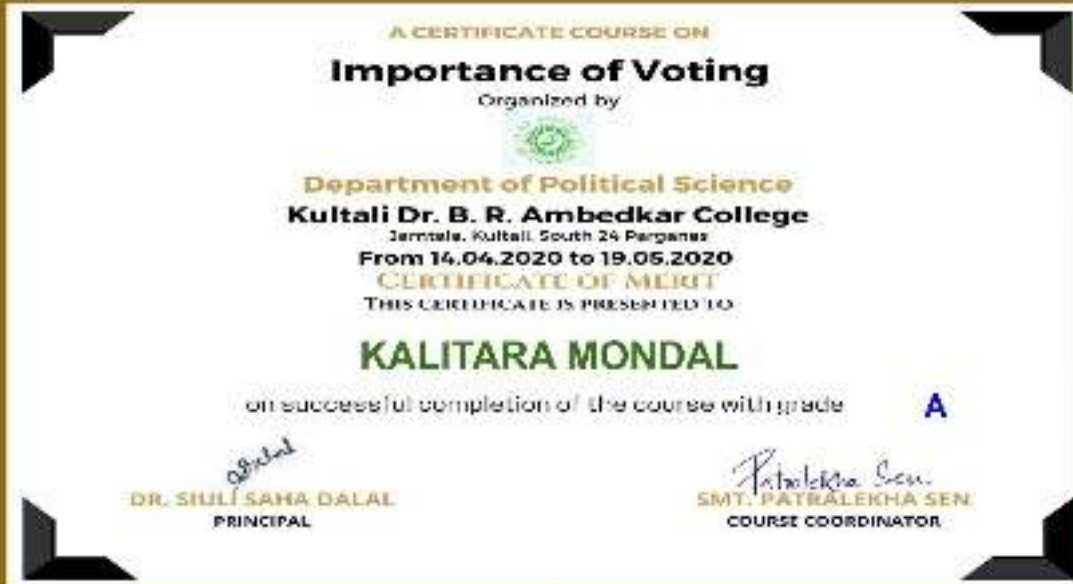 A CERTIFICATE COURSE ON
Importance of Voting
Organized by
Department of Political Science
Kultali Dr. B. R. Ambedkar College
Jamtala, Kultali, South 24 Parganas
From 14.04.2020 to 19.05.2020
CERTIFICATE OF MERIT
THIS CERTIFICATE IS PRESENTED TO
KALITARA MONDAL
on successful completion of the course with grade A
Patralekha Sen.
DR. SIULI SAHA DALAL
SMT. PATRALEKHA SEN
PRINCIPAL
COURSE COORDINATOR